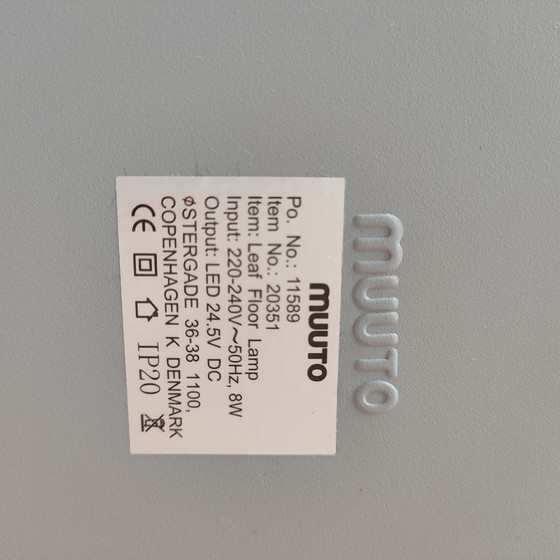 muuto
muuto
Po. No.: 11589
Item No.: 20351
Item: Leaf Floor Lamp
Input: 220-240V~50Hz, 8W
Output: LED 24.5V DC
øSTERGADE 36-38 1100,
COPENHAGEN K DENMARK
CE IP20